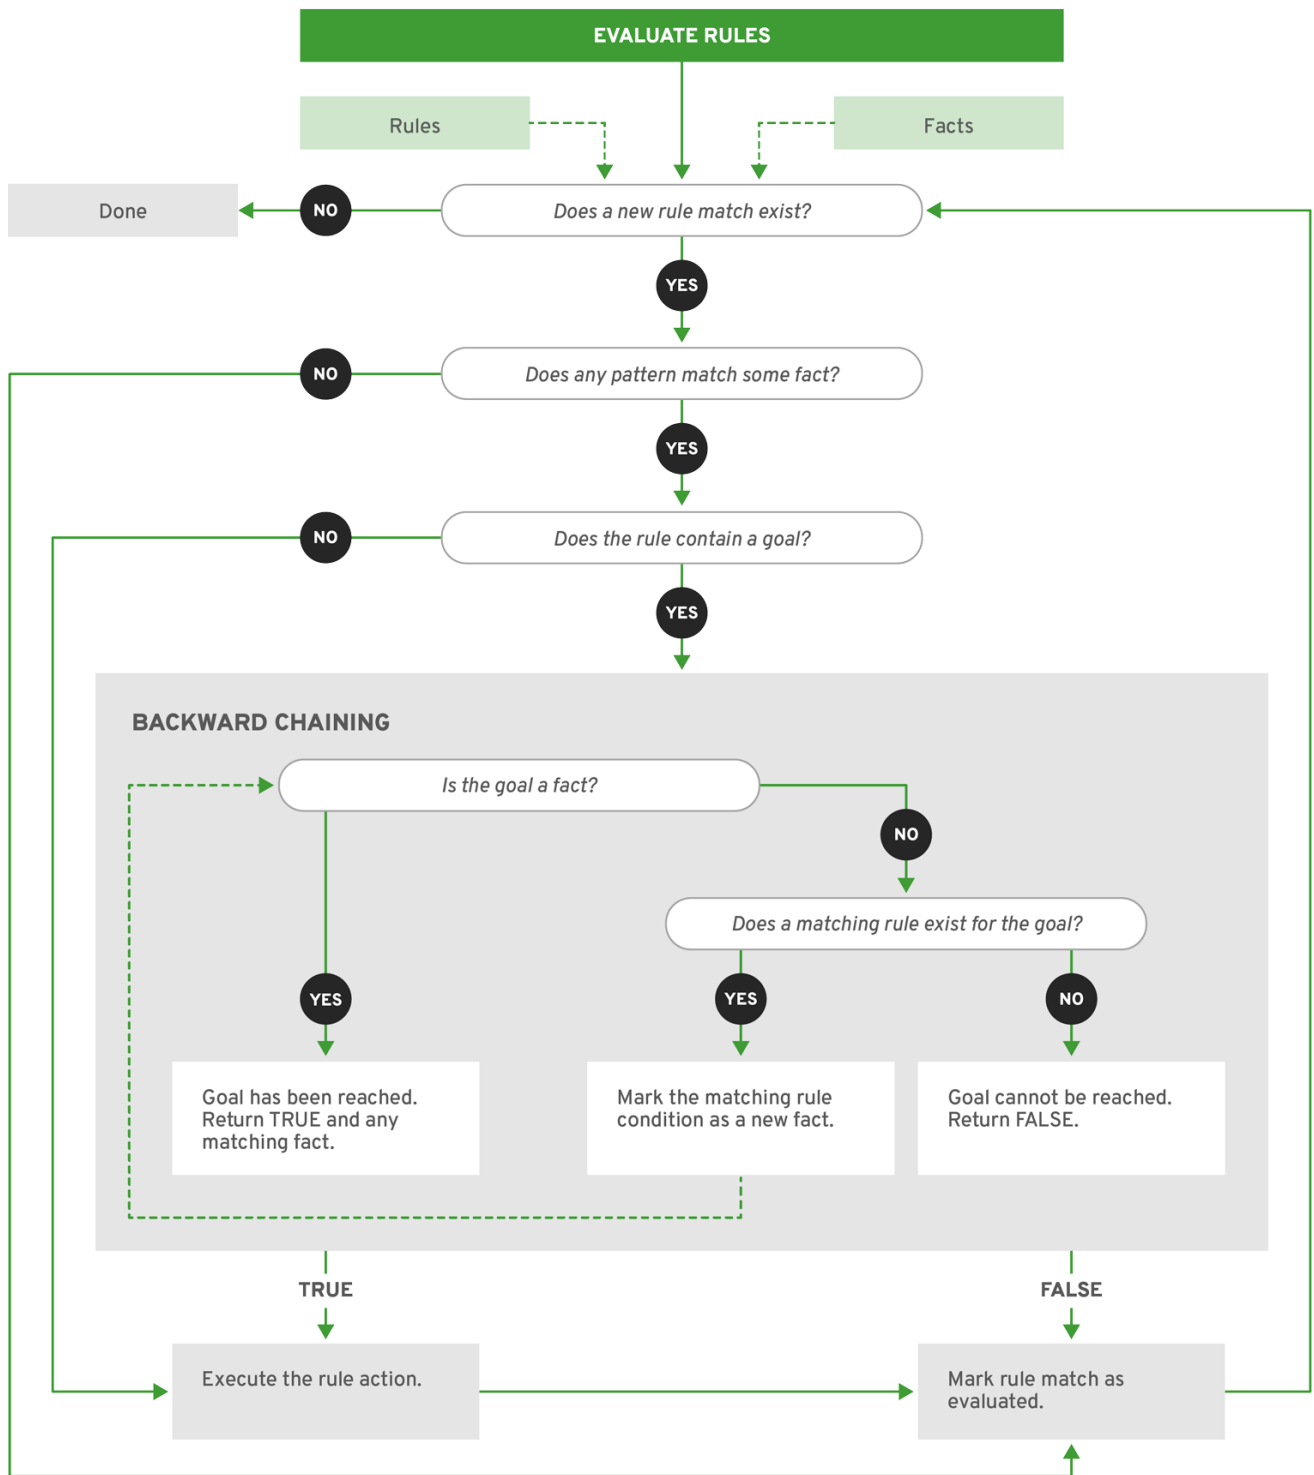 EVALUATE RULES
Rules
Facts
Done
NO
Does a new rule match exist?
YES
NO
Does any pattern match some fact?
YES
NO
Does the rule contain a goal?
YES
BACKWARD CHAINING
Is the goal a fact?
NO
Does a matching rule exist for the goal?
YES
YES
NO
Goal has been reached.
Return TRUE and any
matching fact.
Mark the matching rule
condition as a new fact.
Goal cannot be reached.
Return FALSE.
TRUE
FALSE
Execute the rule action.
Mark rule match as
evaluated.